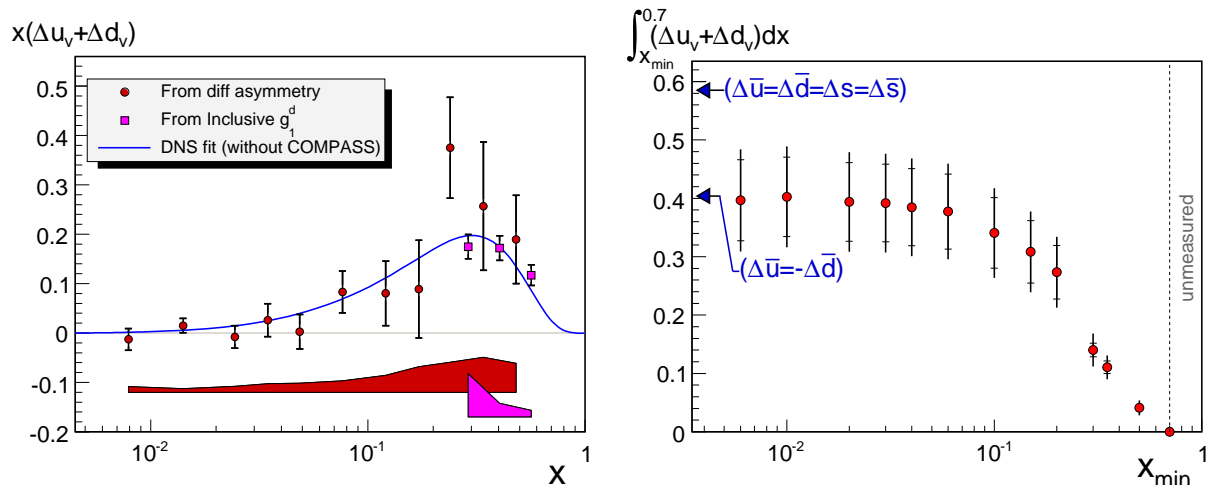 x(Δu_v+Δd_v)
0.5
0.4
0.3
0.2
0.1
0
-0.1
-0.2
From diff asymmetry
From Inclusive g_1^d
DNS fit (without COMPASS)
10^-2
10^-1
1
x
∫_{x_min}^{0.7}(Δu_v+Δd_v)dx
0.6
0.5
0.4
0.3
0.2
0.1
0
(Δu̅=Δd̅=Δs=Δs̅)
(Δu̅=-Δd̅)
unmeasured
10^-2
10^-1
1
x_min